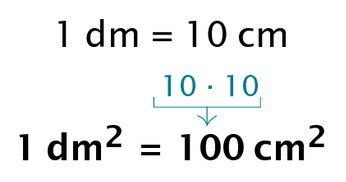 1 dm = 10 cm
10 · 10
1 dm² = 100 cm²